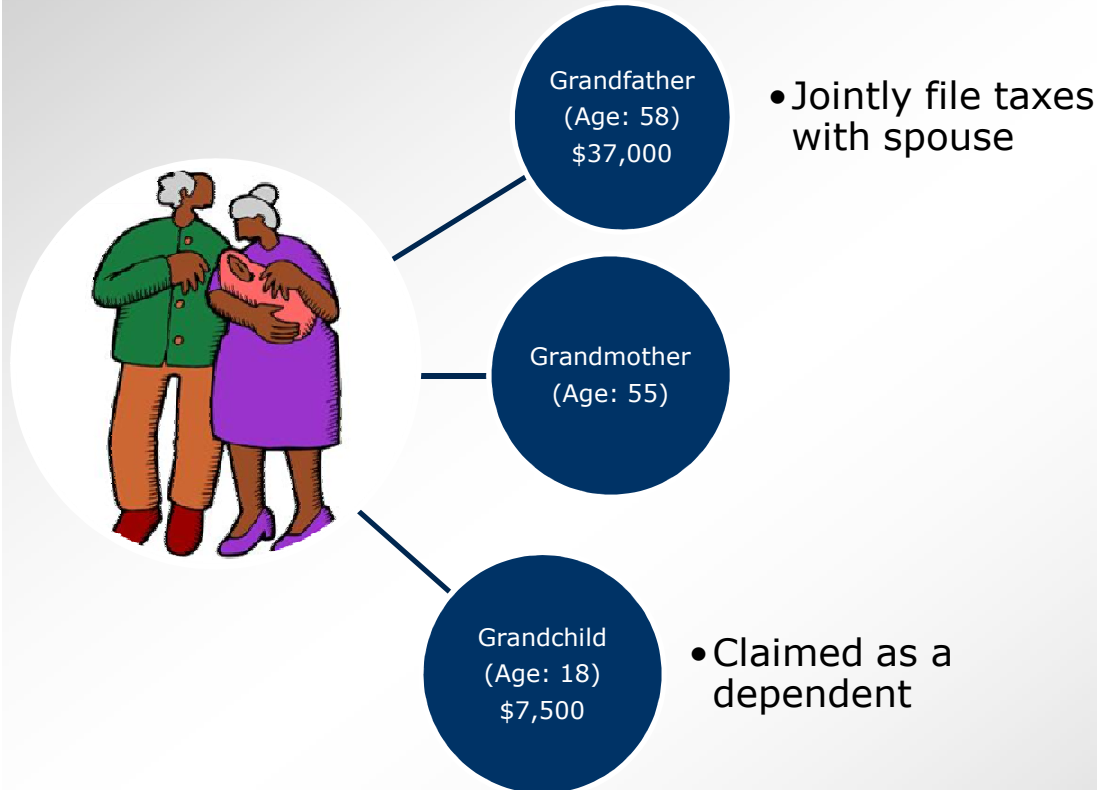 Grandfather
(Age: 58)
$37,000
•Jointly file taxes
with spouse
Grandmother
(Age: 55)
Grandchild
(Age: 18)
$7,500
•Claimed as a
dependent